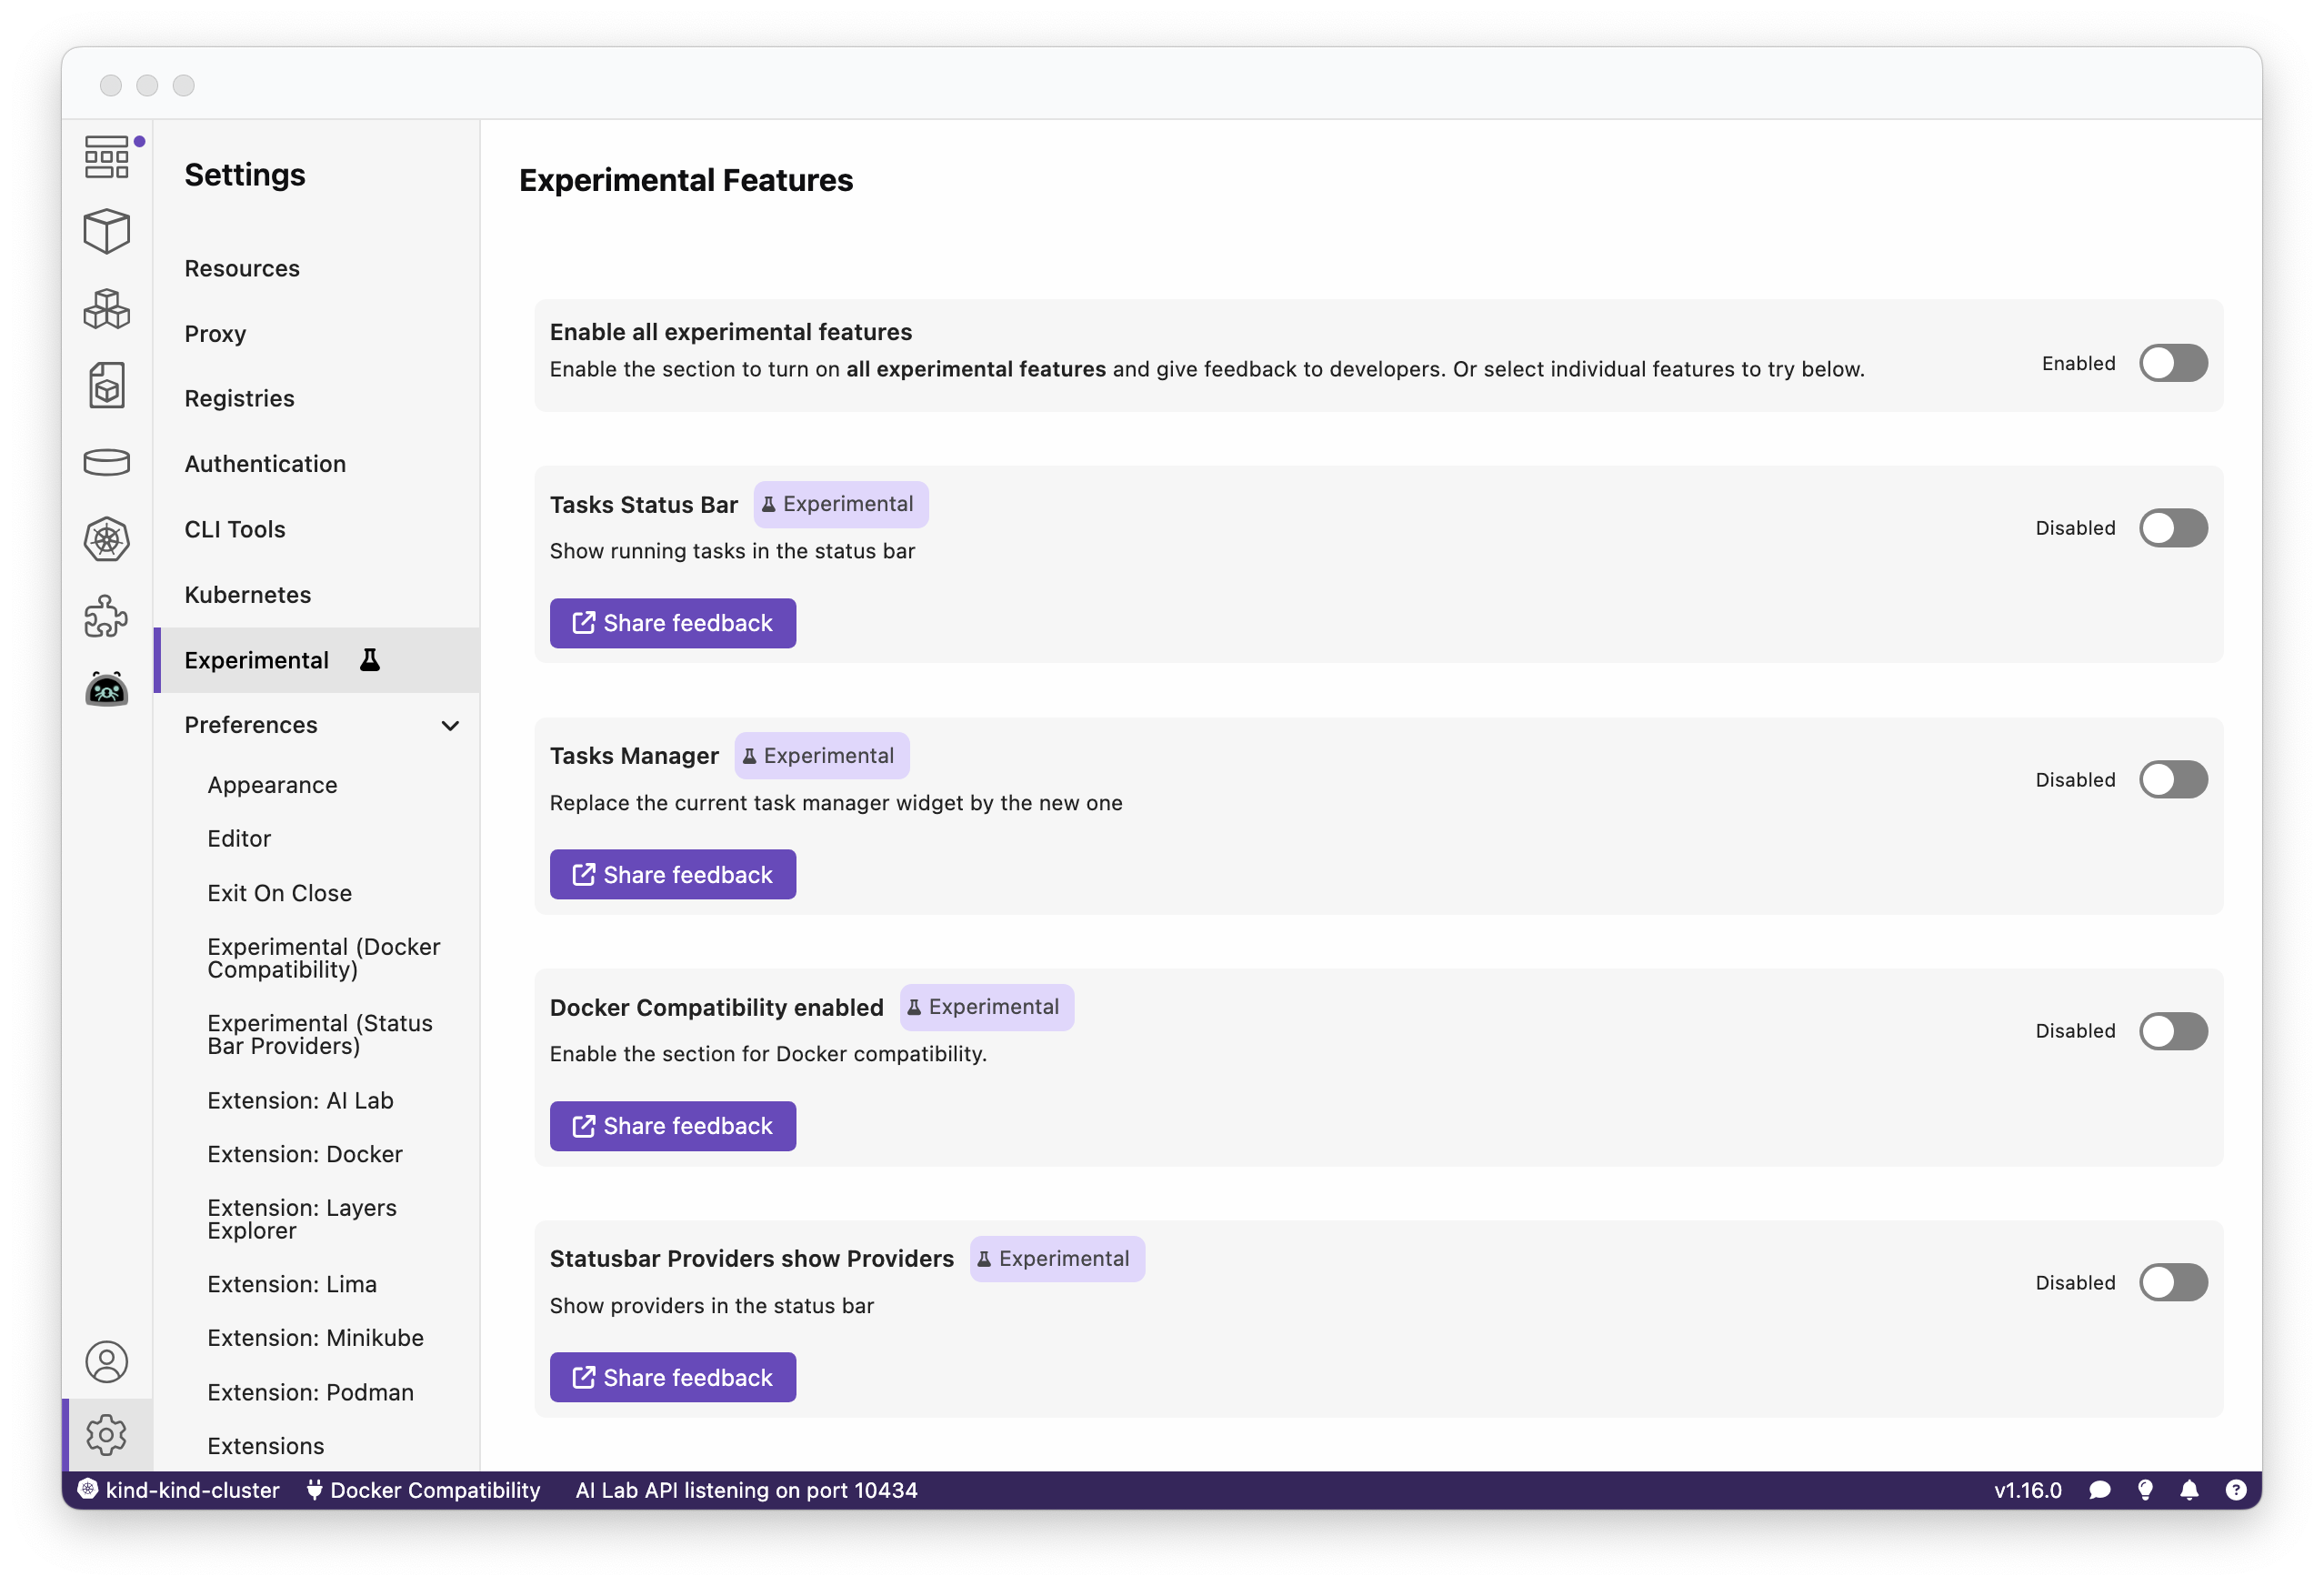 Settings
Resources
Proxy
Registries
Authentication
CLI Tools
Kubernetes
Experimental
Preferences
Appearance
Editor
Exit On Close
Experimental (Docker
Compatibility)
Experimental (Status
Bar Providers)
Extension: AI Lab
Extension: Docker
Extension: Layers
Explorer
Extension: Lima
Extension: Minikube
Extension: Podman
Extensions
Experimental Features
Enable all experimental features
Enable the section to turn on all experimental features and give feedback to developers. Or select individual features to try below.
Enabled
Tasks Status Bar Experimental
Show running tasks in the status bar
Disabled
Share feedback
Tasks Manager Experimental
Replace the current task manager widget by the new one
Disabled
Share feedback
Docker Compatibility enabled Experimental
Enable the section for Docker compatibility.
Disabled
Share feedback
Statusbar Providers show Providers Experimental
Show providers in the status bar
Disabled
Share feedback
kind-kind-cluster Docker Compatibility AI Lab API listening on port 10434 v1.16.0